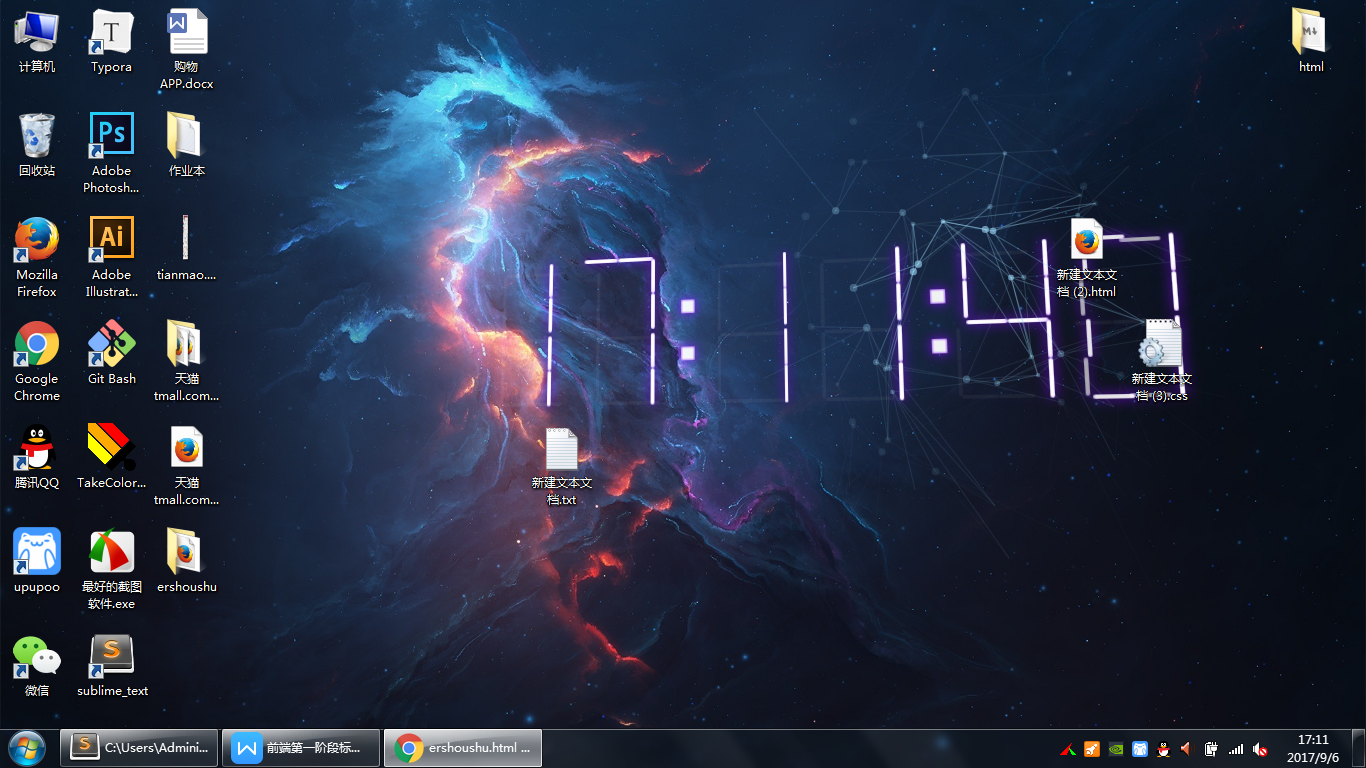 计算机
Typora
购物
APP.docx
html
回收站
Adobe
Photosh...
作业本
Mozilla
Firefox
Adobe
Illustrat...
tianmao....
Google
Chrome
Git Bash
天猫
tmall.com...
腾讯QQ
TakeColor...
天猫
tmall.com...
upupoo
最好的截图
软件.exe
ershoushu
微信
sublime_text
17:11:40
新建文本文
档 (2).html
新建文本文
档 (3).css
新建文本文
档.txt
C:\Users\Admini...
前端第一阶段标...
ershoushu.html ...
17:11
2017/9/6